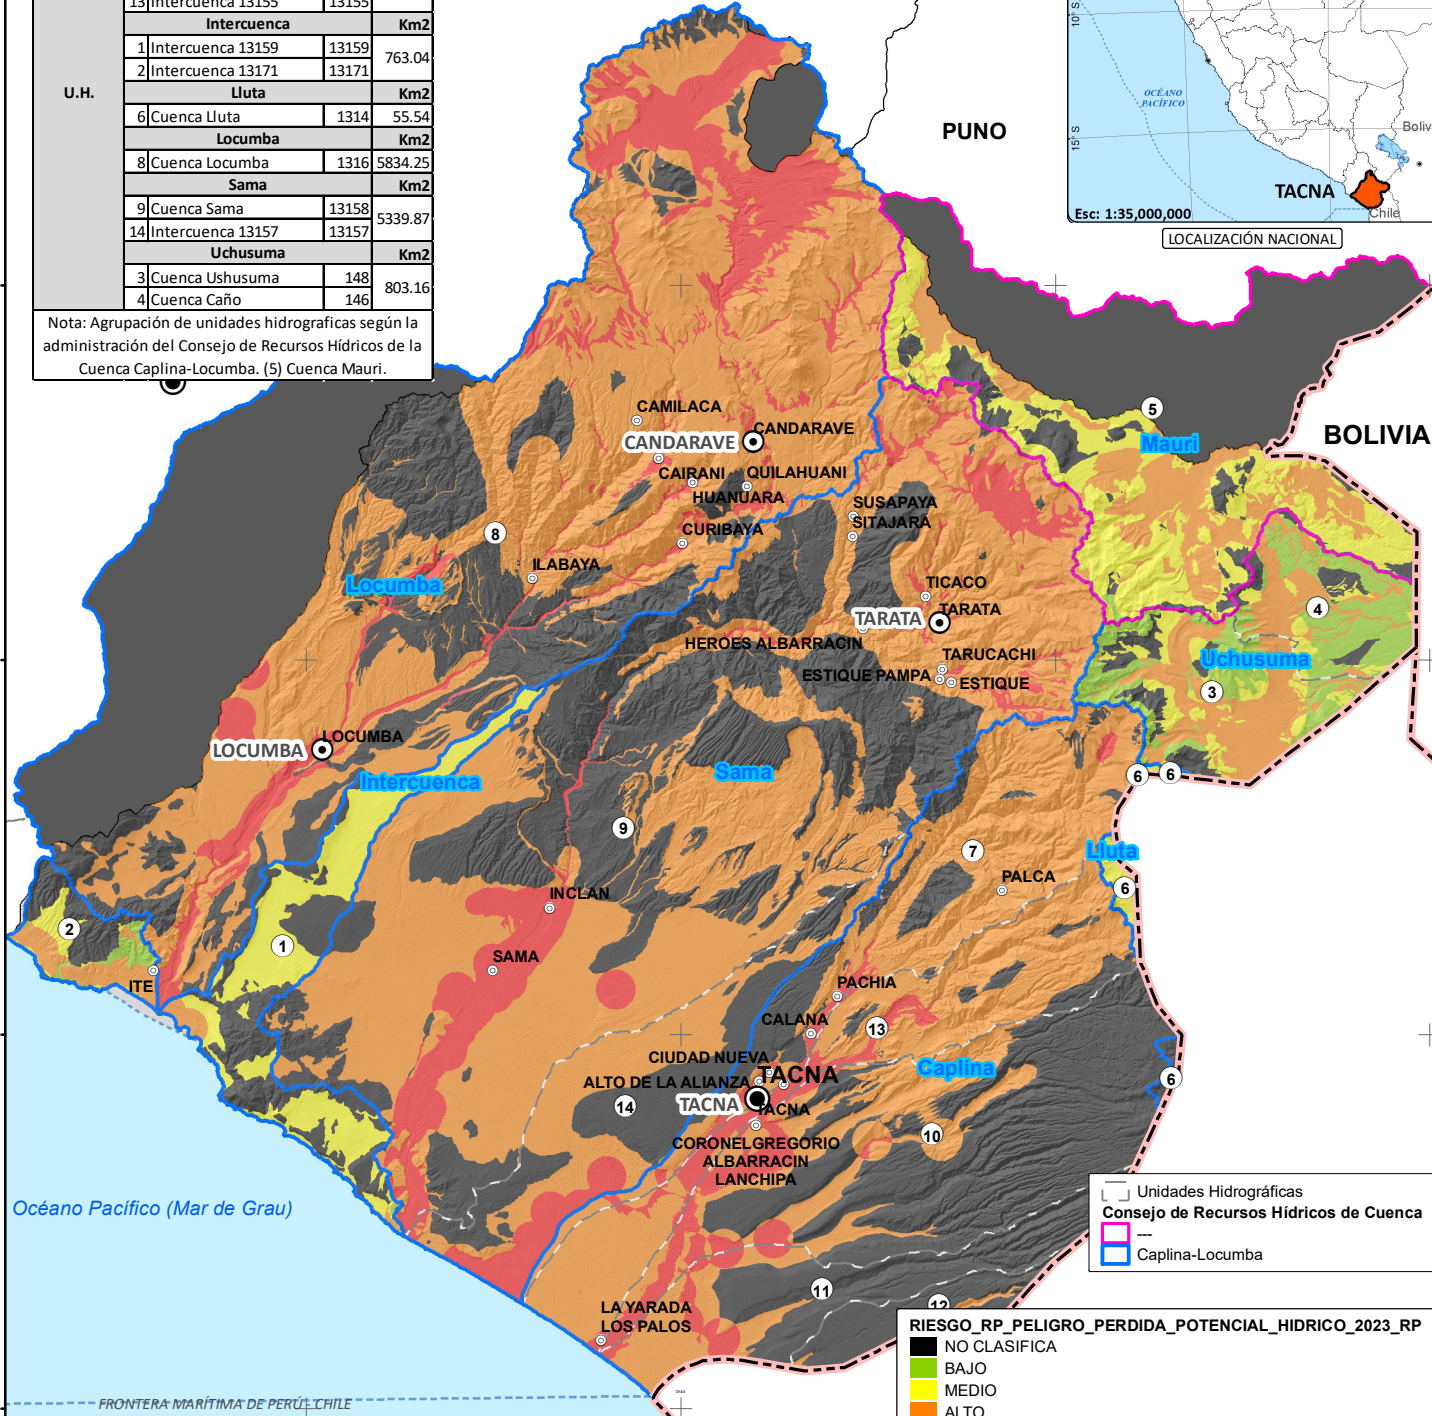 13 Intercuenca 13155 13155
Intercuenca Km2
1 Intercuenca 13159 13159 763.04
2 Intercuenca 13171 13171
U.H.
Lluta Km2
6 Cuenca Lluta 1314 55.54
Locumba Km2
8 Cuenca Locumba 1316 5834.25
Sama Km2
9 Cuenca Sama 13158 5339.87
14 Intercuenca 13157 13157
Uchusuma Km2
3 Cuenca Ushusuma 148 803.16
4 Cuenca Caño 146
Nota: Agrupación de unidades hidrograficas según la
administración del Consejo de Recursos Hídricos de la
Cuenca Caplina-Locumba. (5) Cuenca Mauri.
10° S
15° S
OCÉANO
PACÍFICO
Boliv
TACNA
Chile
Esc: 1:35,000,000
LOCALIZACIÓN NACIONAL
PUNO
BOLIVIA
5
Mauri
CAMILACA
CANDARAVE
CANDARAVE
CAIRANI
QUILAHUANI
HUANUARA
SUSAPAYA
SITAJARA
CURIBAYA
8
ILABAYA
Locumba
TICACO
TARATA
TARATA
4
HEROES ALBARRACIN
TARUCACHI
Uchusuma
ESTIQUE PAMPA
ESTIQUE
3
LOCUMBA
LOCUMBA
Intercuenca
Sama
6
6
9
7
Lluta
PALCA
6
INCLAN
2
1
SAMA
ITE
PACHIA
CALANA
13
CIUDAD NUEVA
Caplina
ALTO DE LA ALIANZA
TACNA
6
TACNA
TACNA
14
10
CORONEL GREGORIO
ALBARRACIN
LANCHIPA
Océano Pacífico (Mar de Grau)
11
12
LA YARADA
LOS PALOS
FRONTERA MARÍTIMA DE PERÚ - CHILE
Unidades Hidrográficas
Consejo de Recursos Hídricos de Cuenca
---
Caplina-Locumba
RIESGO_RP_PELIGRO_PERDIDA_POTENCIAL_HIDRICO_2023_RP
NO CLASIFICA
BAJO
MEDIO
ALTO